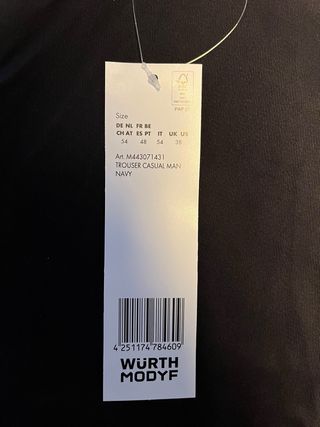 Size
DE NL FR BE
CH AT ES PT IT UK US
54 48 54 38
Art. M443071431
TROUSER CASUAL MAN
NAVY
4 251174 784609
WÜRTH
MODYF